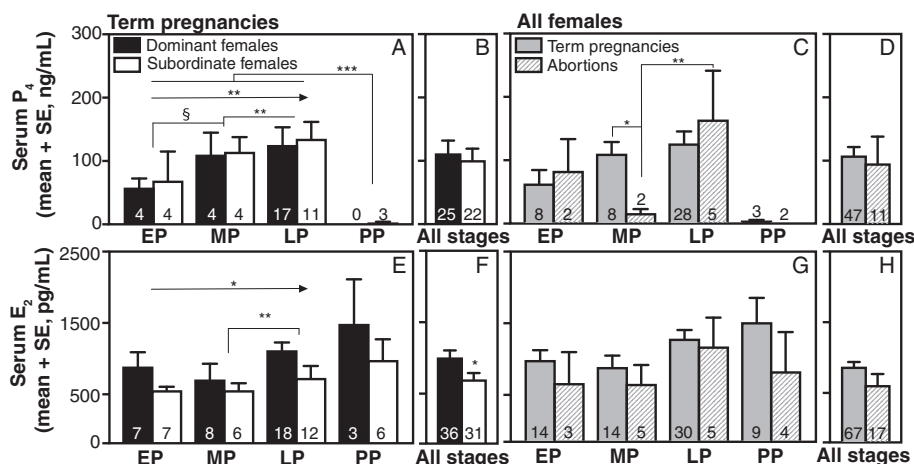 Term pregnancies All females
300 A B C D
Dominant females Term pregnancies
Subordinate females Abortions
***
**
**
200
§ ** *
100
Serum P4
(mean + SE, ng/mL)
2
4 4 4 4 17 11 0 3 25 22 8 2 8 28 5 3 2 47 11
0
EP MP LP PP All stages EP MP LP PP All stages
2500 E F G H
*
**
1500
*
500
Serum E2
(mean + SE, pg/mL)
7 7 8 6 18 12 3 6 36 31 14 3 14 5 30 5 9 4 67 17
0
EP MP LP PP All stages EP MP LP PP All stages